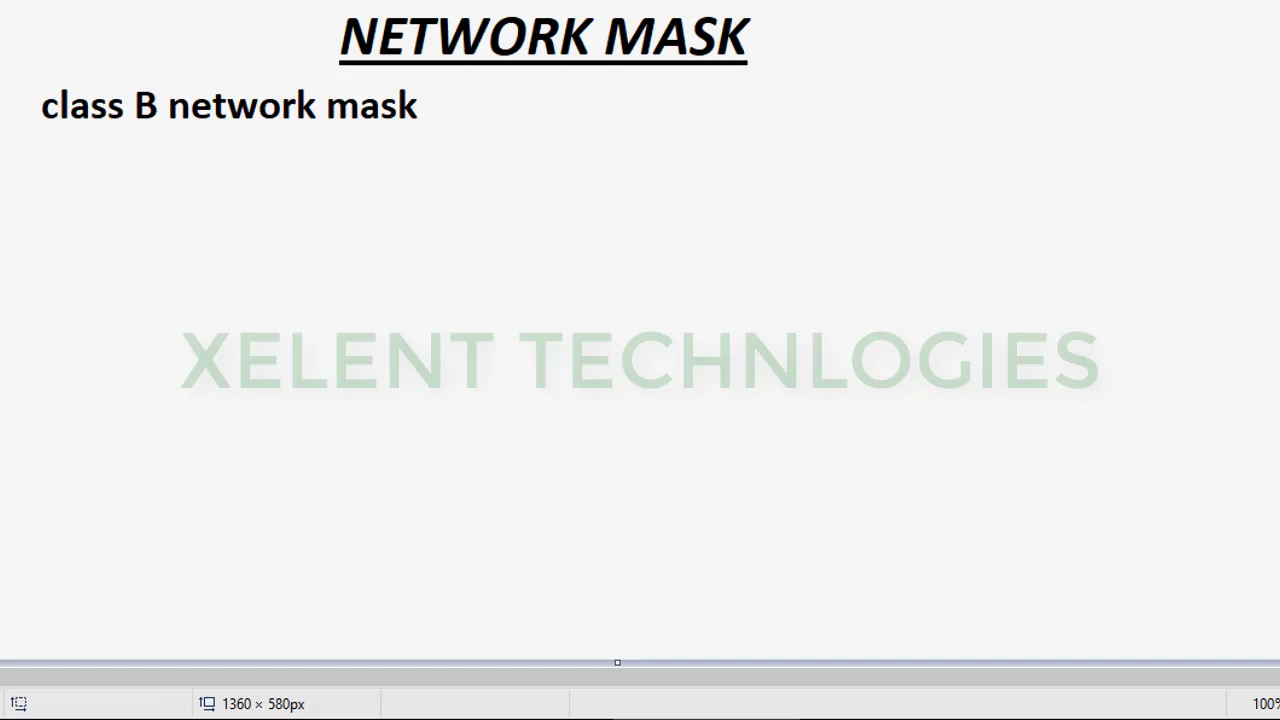 NETWORK MASK
class B network mask
XELENT TECHNLOGIES
1360 × 580px
100%